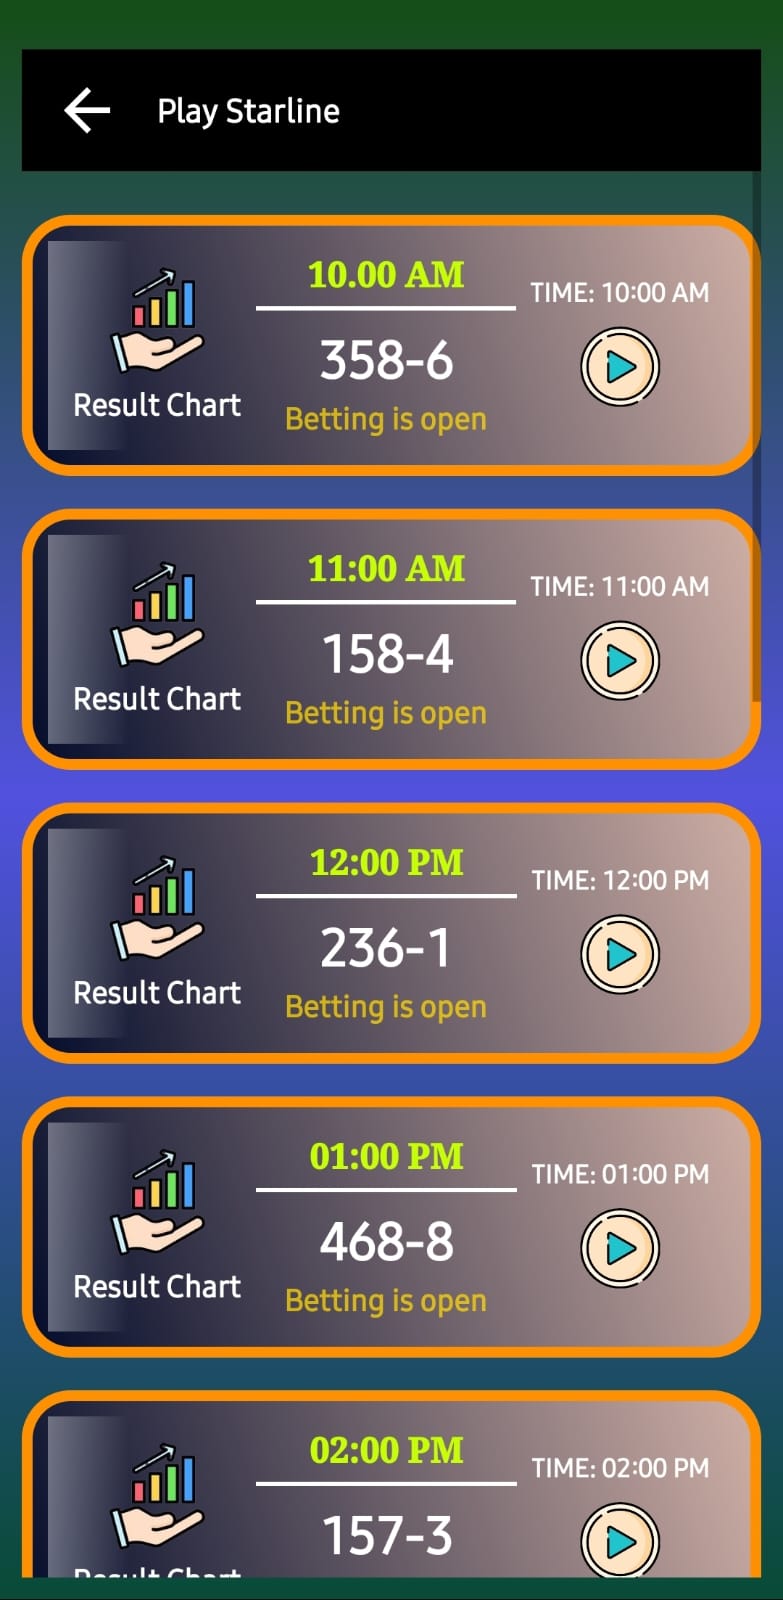 Play Starline
10.00 AM
TIME: 10:00 AM
358-6
Result Chart
Betting is open
11:00 AM
TIME: 11:00 AM
158-4
Result Chart
Betting is open
12:00 PM
TIME: 12:00 PM
236-1
Result Chart
Betting is open
01:00 PM
TIME: 01:00 PM
468-8
Result Chart
Betting is open
02:00 PM
TIME: 02:00 PM
157-3
Result Chart